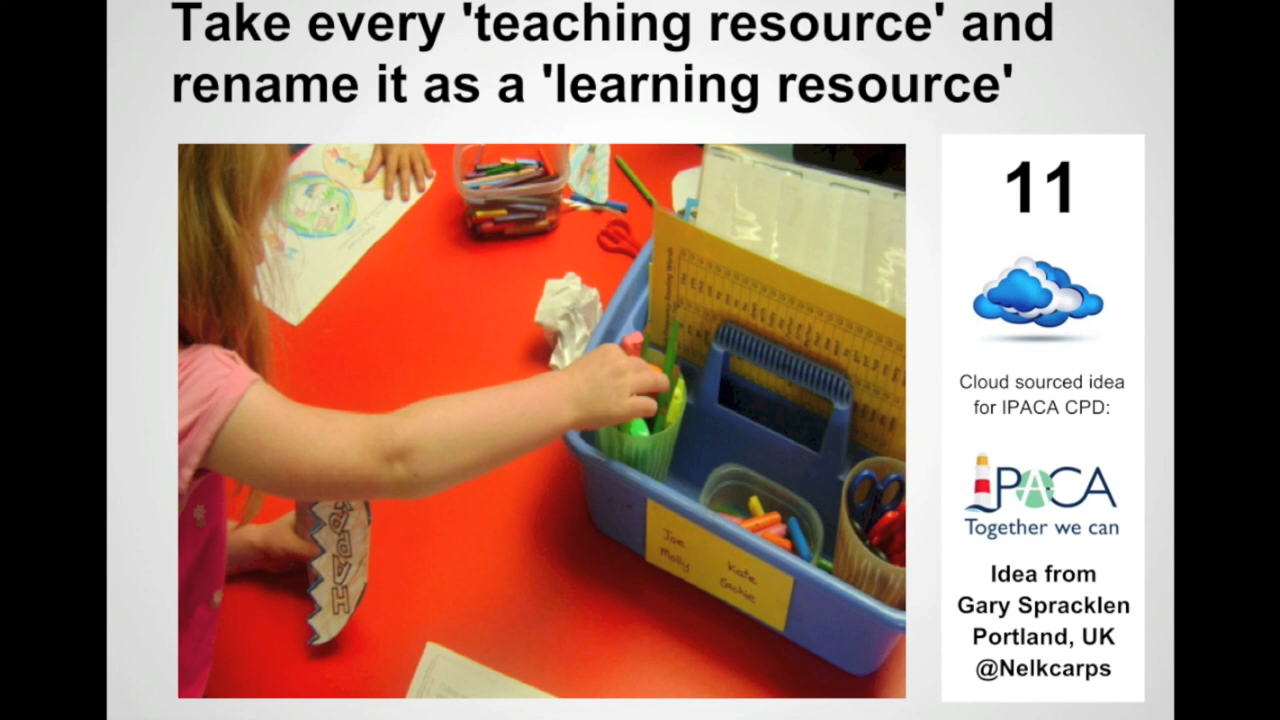 Take every 'teaching resource' and
rename it as a 'learning resource'
11
Cloud sourced idea
for IPACA CPD:
IPACA
Together we can
Idea from
Gary Spracklen
Portland, UK
@Nelkcarps
Joe
Molly
Kate